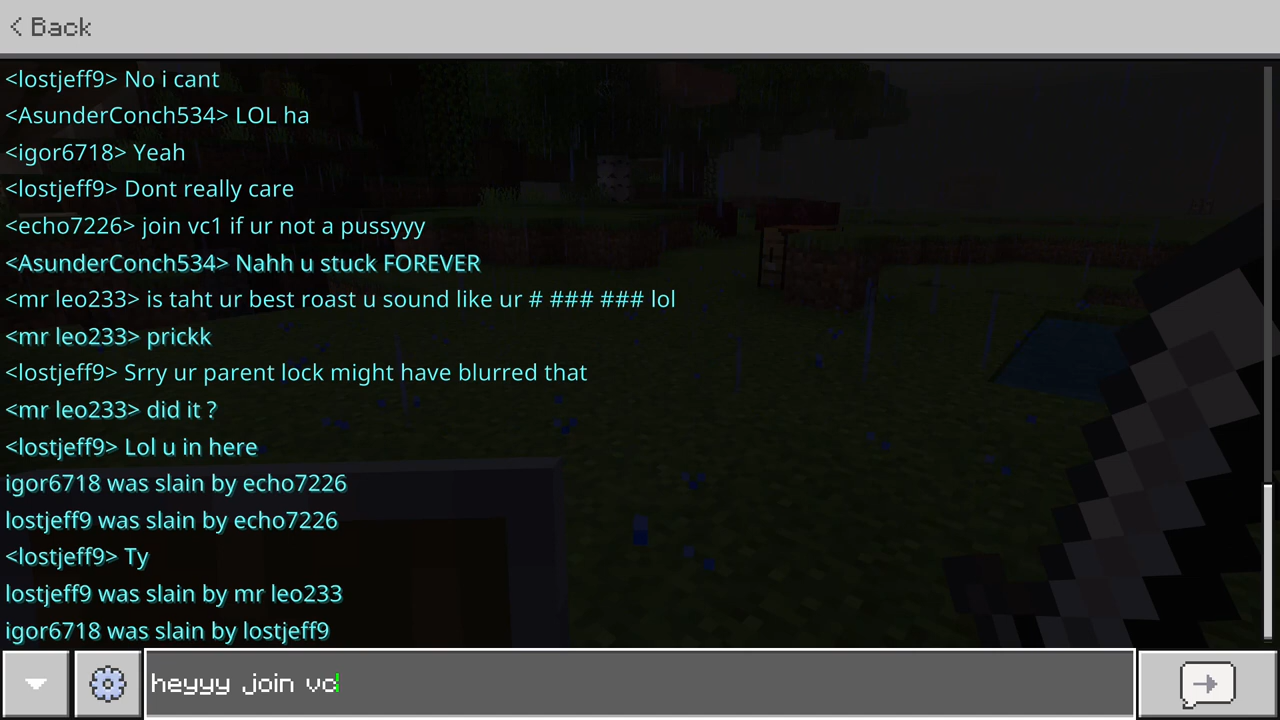 Back
<lostjeff9> No i cant
<AsunderConch534> LOL ha
<igor6718> Yeah
<lostjeff9> Dont really care
<echo7226> join vc1 if ur not a pussyyy
<AsunderConch534> Nahh u stuck FOREVER
<mr leo233> is taht ur best roast u sound like ur # ### ### lol
<mr leo233> prickk
<lostjeff9> Srry ur parent lock might have blurred that
<mr leo233> did it ?
<lostjeff9> Lol u in here
igor6718 was slain by echo7226
lostjeff9 was slain by echo7226
<lostjeff9> Ty
lostjeff9 was slain by mr leo233
igor6718 was slain by lostjeff9
heyyy join vc